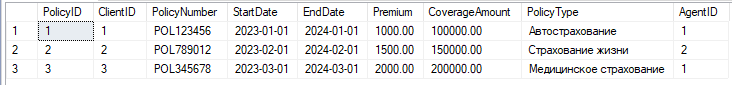 PolicyID ClientID PolicyNumber StartDate EndDate Premium CoverageAmount PolicyType AgentID
1 1 1 POL123456 2023-01-01 2024-01-01 1000.00 100000.00 Автострахование 1
2 2 2 POL789012 2023-02-01 2024-02-01 1500.00 150000.00 Страхование жизни 2
3 3 3 POL345678 2023-03-01 2024-03-01 2000.00 200000.00 Медицинское страхование 1